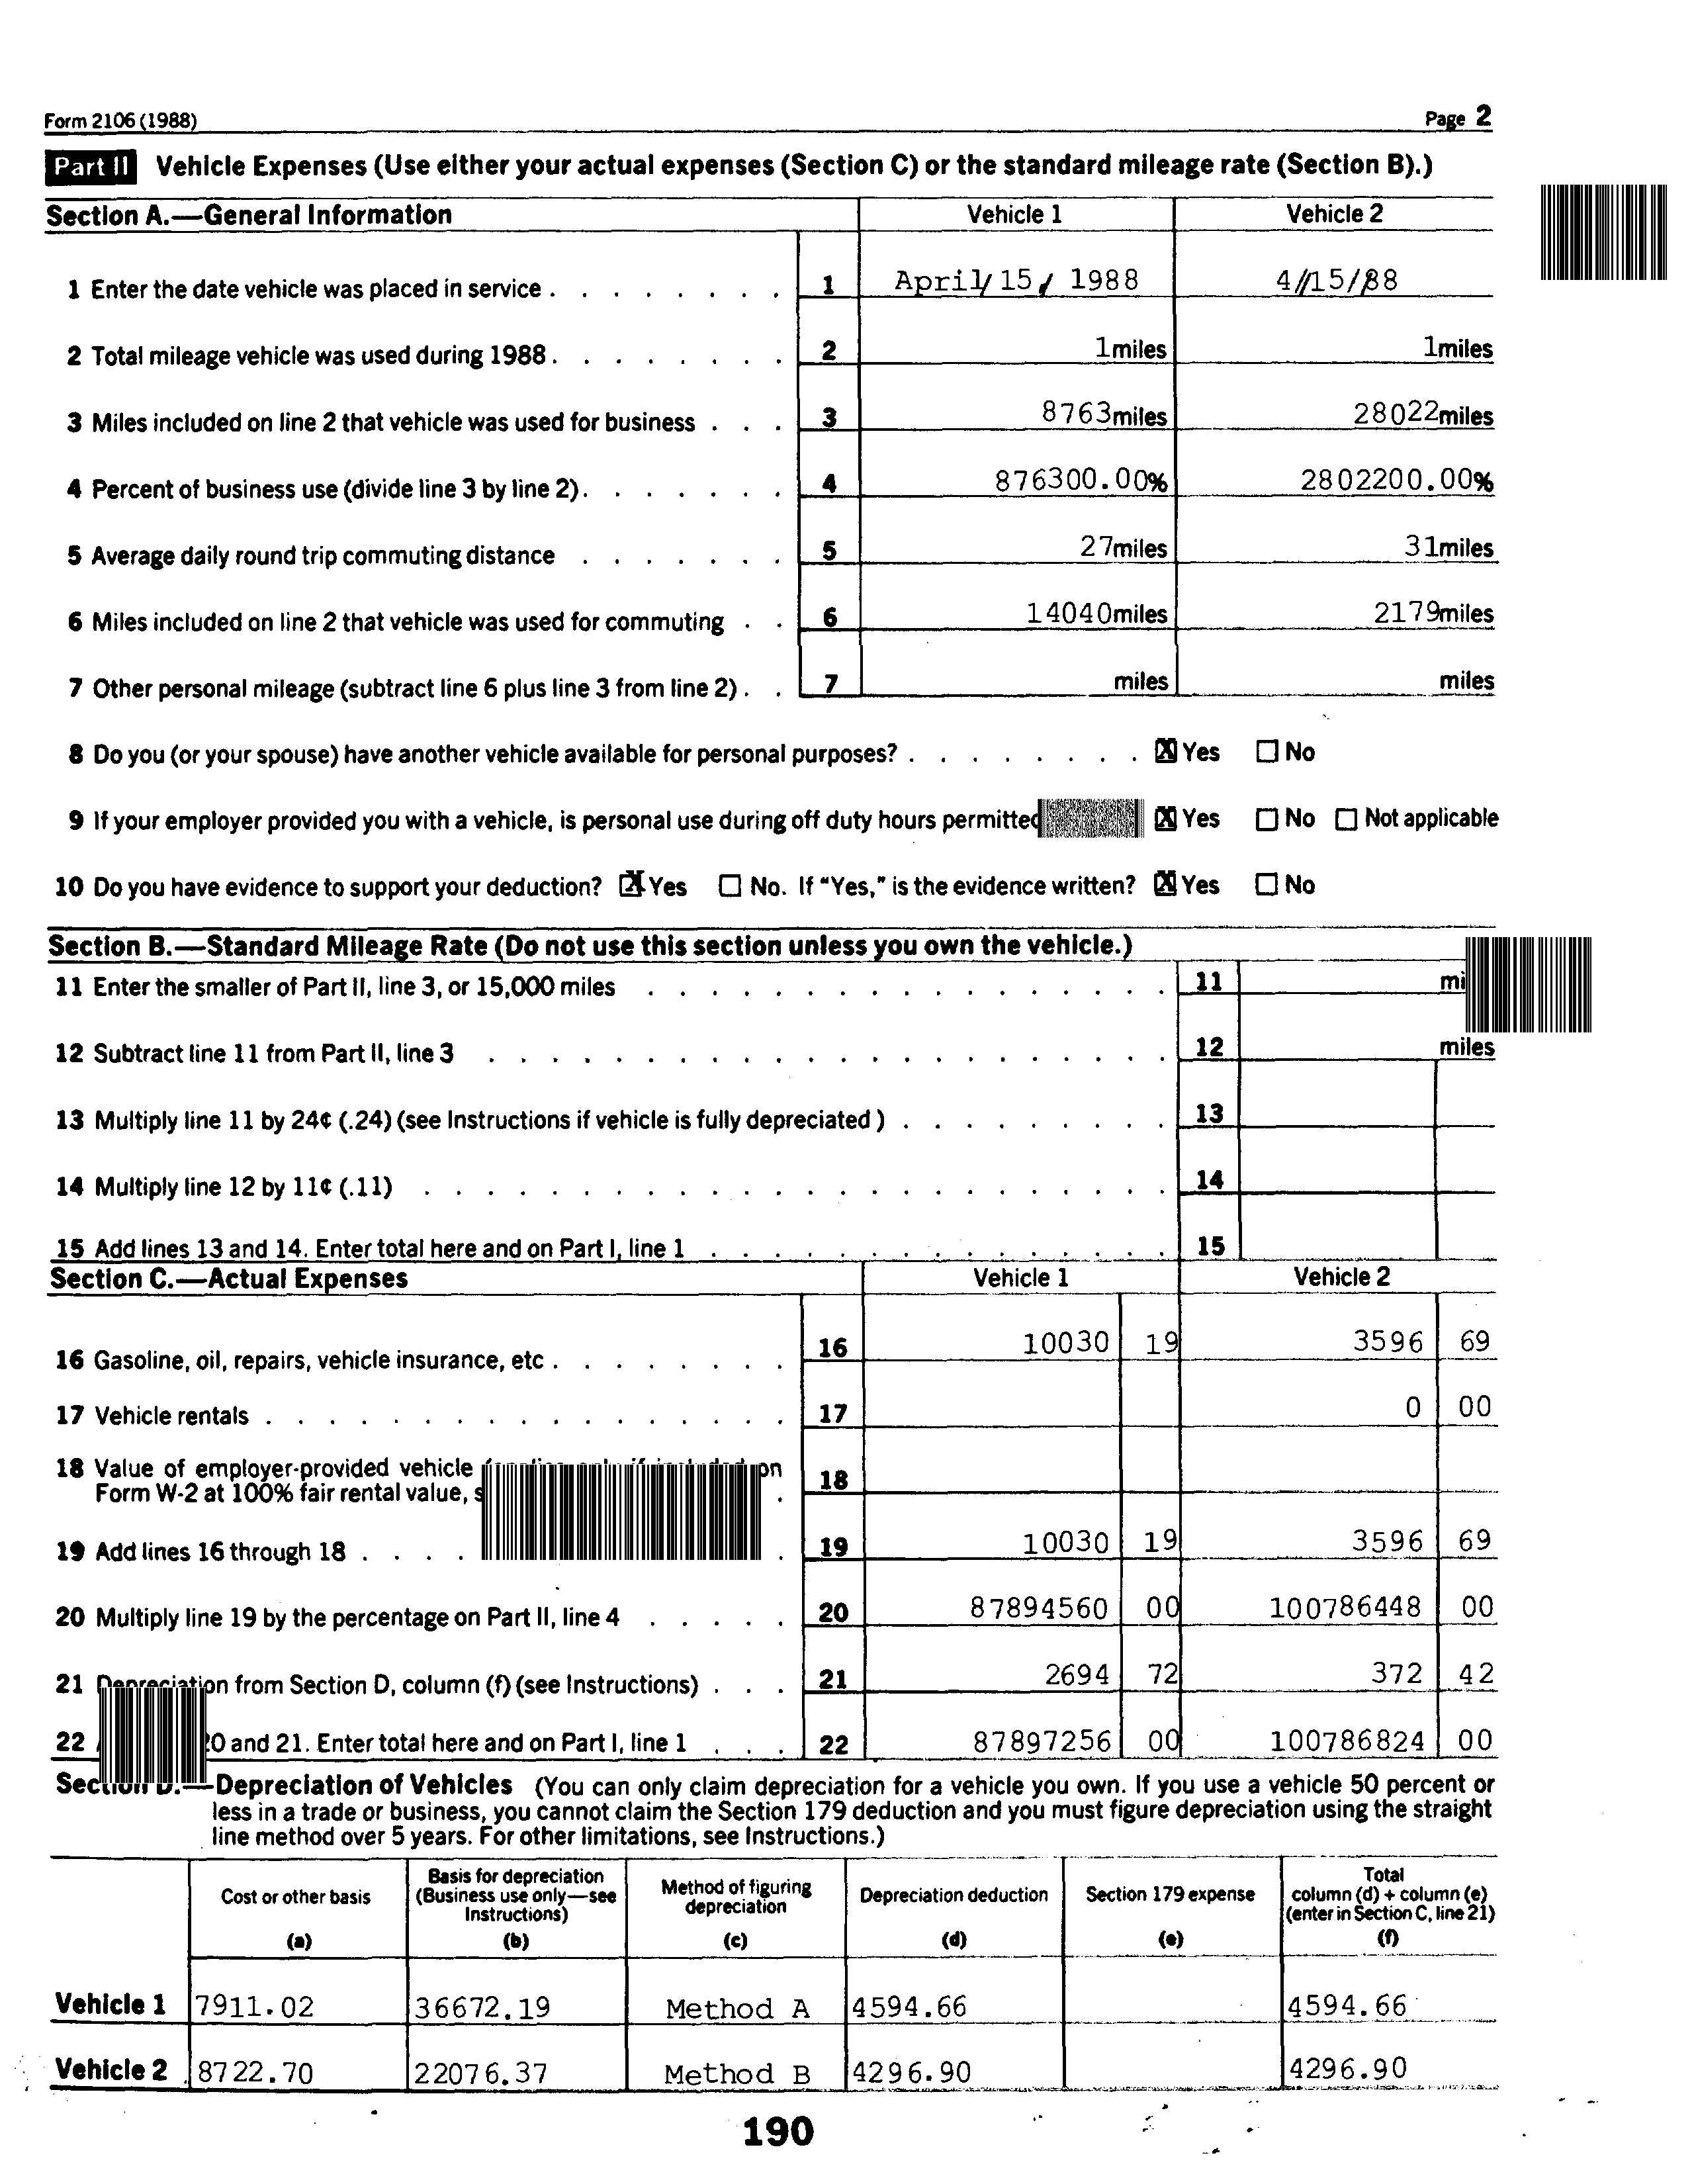 Form 2106 (1988) Page 2
Part II Vehicle Expenses (Use either your actual expenses (Section C) or the standard mileage rate (Section B).)
Section A.—General Information Vehicle 1 Vehicle 2
1 Enter the date vehicle was placed in service . . . . . . . . 1 April/15/ 1988 4//15/88
2 Total mileage vehicle was used during 1988 . . . . . . . . 2 1miles 1miles
3 Miles included on line 2 that vehicle was used for business . . . 3 8763miles 28022miles
4 Percent of business use (divide line 3 by line 2) . . . . . . . 4 876300.00% 2802200.00%
5 Average daily round trip commuting distance . . . . . . . 5 27miles 31miles
6 Miles included on line 2 that vehicle was used for commuting . . 6 14040miles 2179miles
7 Other personal mileage (subtract line 6 plus line 3 from line 2) . . 7 miles miles
8 Do you (or your spouse) have another vehicle available for personal purposes? . . . . . . . . X Yes No
9 If your employer provided you with a vehicle, is personal use during off duty hours permitted X Yes No Not applicable
10 Do you have evidence to support your deduction? X Yes No. If “Yes,” is the evidence written? X Yes No
Section B.—Standard Mileage Rate (Do not use this section unless you own the vehicle.)
11 Enter the smaller of Part II, line 3, or 15,000 miles . . . . . . . . . . . . . . . . . 11
12 Subtract line 11 from Part II, line 3 . . . . . . . . . . . . . . . . . . . . . 12 miles
13 Multiply line 11 by 24¢ (.24) (see Instructions if vehicle is fully depreciated ) . . . . . . . . . . 13
14 Multiply line 12 by 11¢ (.11) . . . . . . . . . . . . . . . . . . . . . . . 14
15 Add lines 13 and 14. Enter total here and on Part I, line 1 . . . . . . . . . . . . . . . 15
Section C.—Actual Expenses Vehicle 1 Vehicle 2
16 Gasoline, oil, repairs, vehicle insurance, etc . . . . . . . . 16 10030 19 3596 69
17 Vehicle rentals . . . . . . . . . . . . . . . . . 17 0 00
18 Value of employer-provided vehicle on
Form W-2 at 100% fair rental value, . 18
19 Add lines 16 through 18 . . . . . 19 10030 19 3596 69
20 Multiply line 19 by the percentage on Part II, line 4 . . . . . 20 87894560 00 100786448 00
21 Depreciation from Section D, column (f) (see Instructions) . . . 21 2694 72 372 42
22 20 and 21. Enter total here and on Part I, line 1 . . . 22 87897256 00 100786824 00
Section D.—Depreciation of Vehicles (You can only claim depreciation for a vehicle you own. If you use a vehicle 50 percent or
less in a trade or business, you cannot claim the Section 179 deduction and you must figure depreciation using the straight
line method over 5 years. For other limitations, see Instructions.)
Cost or other basis (a) Basis for depreciation (Business use only—see Instructions) (b) Method of figuring depreciation (c) Depreciation deduction (d) Section 179 expense (e) Total column (d) + column (e) (enter in Section C, line 21) (f)
Vehicle 1 7911.02 36672.19 Method A 4594.66 4594.66
Vehicle 2 8722.70 22076.37 Method B 4296.90 4296.90
190